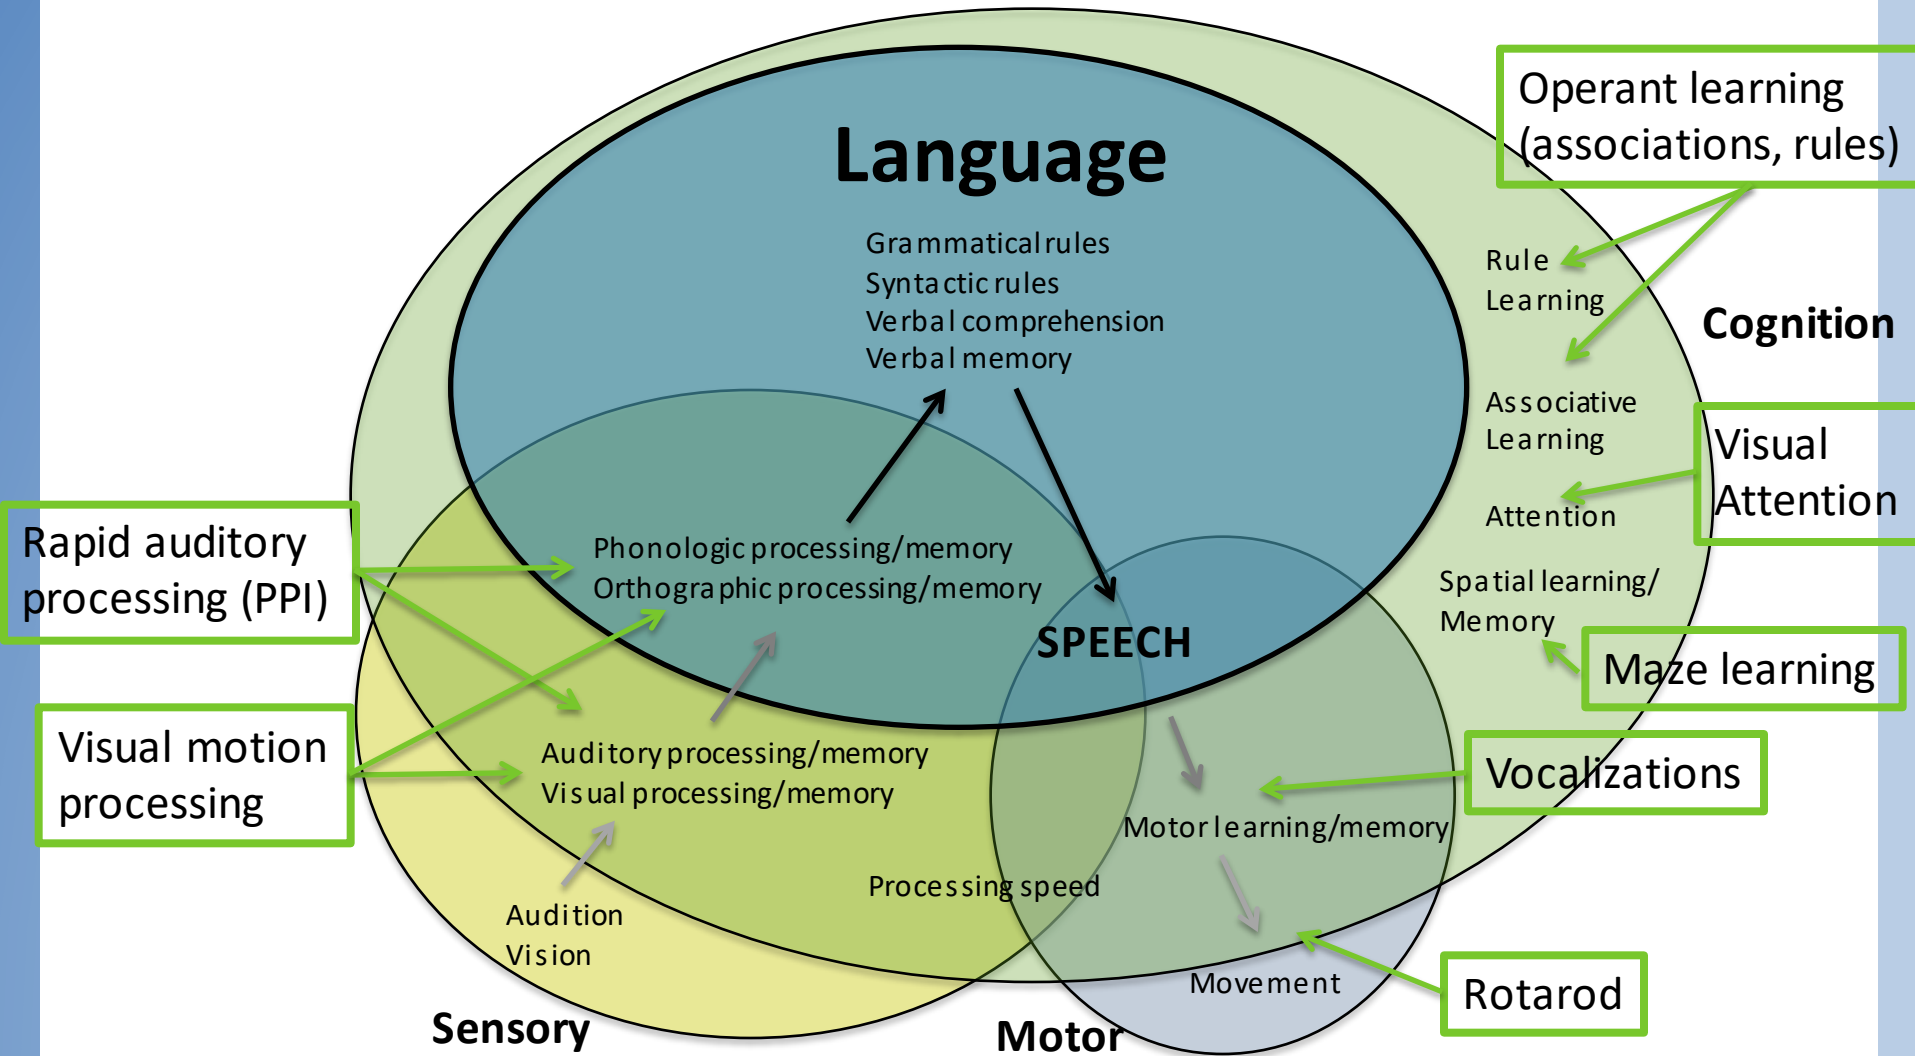 Language
Grammatical rules
Syntactic rules
Verbal comprehension
Verbal memory
Operant learning
(associations, rules)
Rule
Learning
Cognition
Associative
Learning
Visual
Attention
Attention
Rapid auditory
processing (PPI)
Phonologic processing/memory
Orthographic processing/memory
Spatial learning/
Memory
SPEECH
Maze learning
Visual motion
processing
Auditory processing/memory
Visual processing/memory
Vocalizations
Motor learning/memory
Processing speed
Audition
Vision
Movement
Rotarod
Sensory
Motor